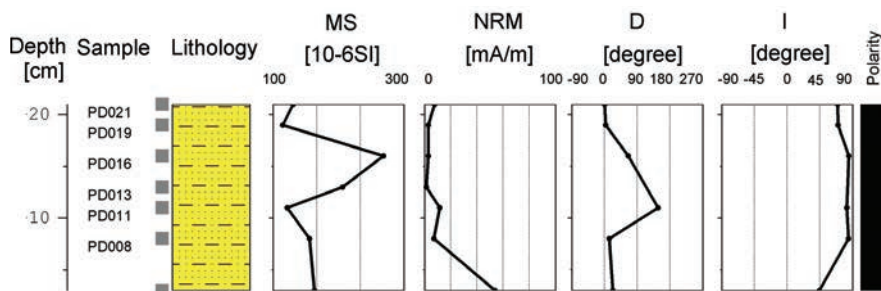 MS NRM D I
Depth Sample Lithology [10-6SI] [mA/m] [degree] [degree] Polarity
[cm]
100 300 0 100 -90 0 90 180 270 -90 -45 0 45 90
-20 PD021
PD019
PD016
PD013
-10 PD011
PD008